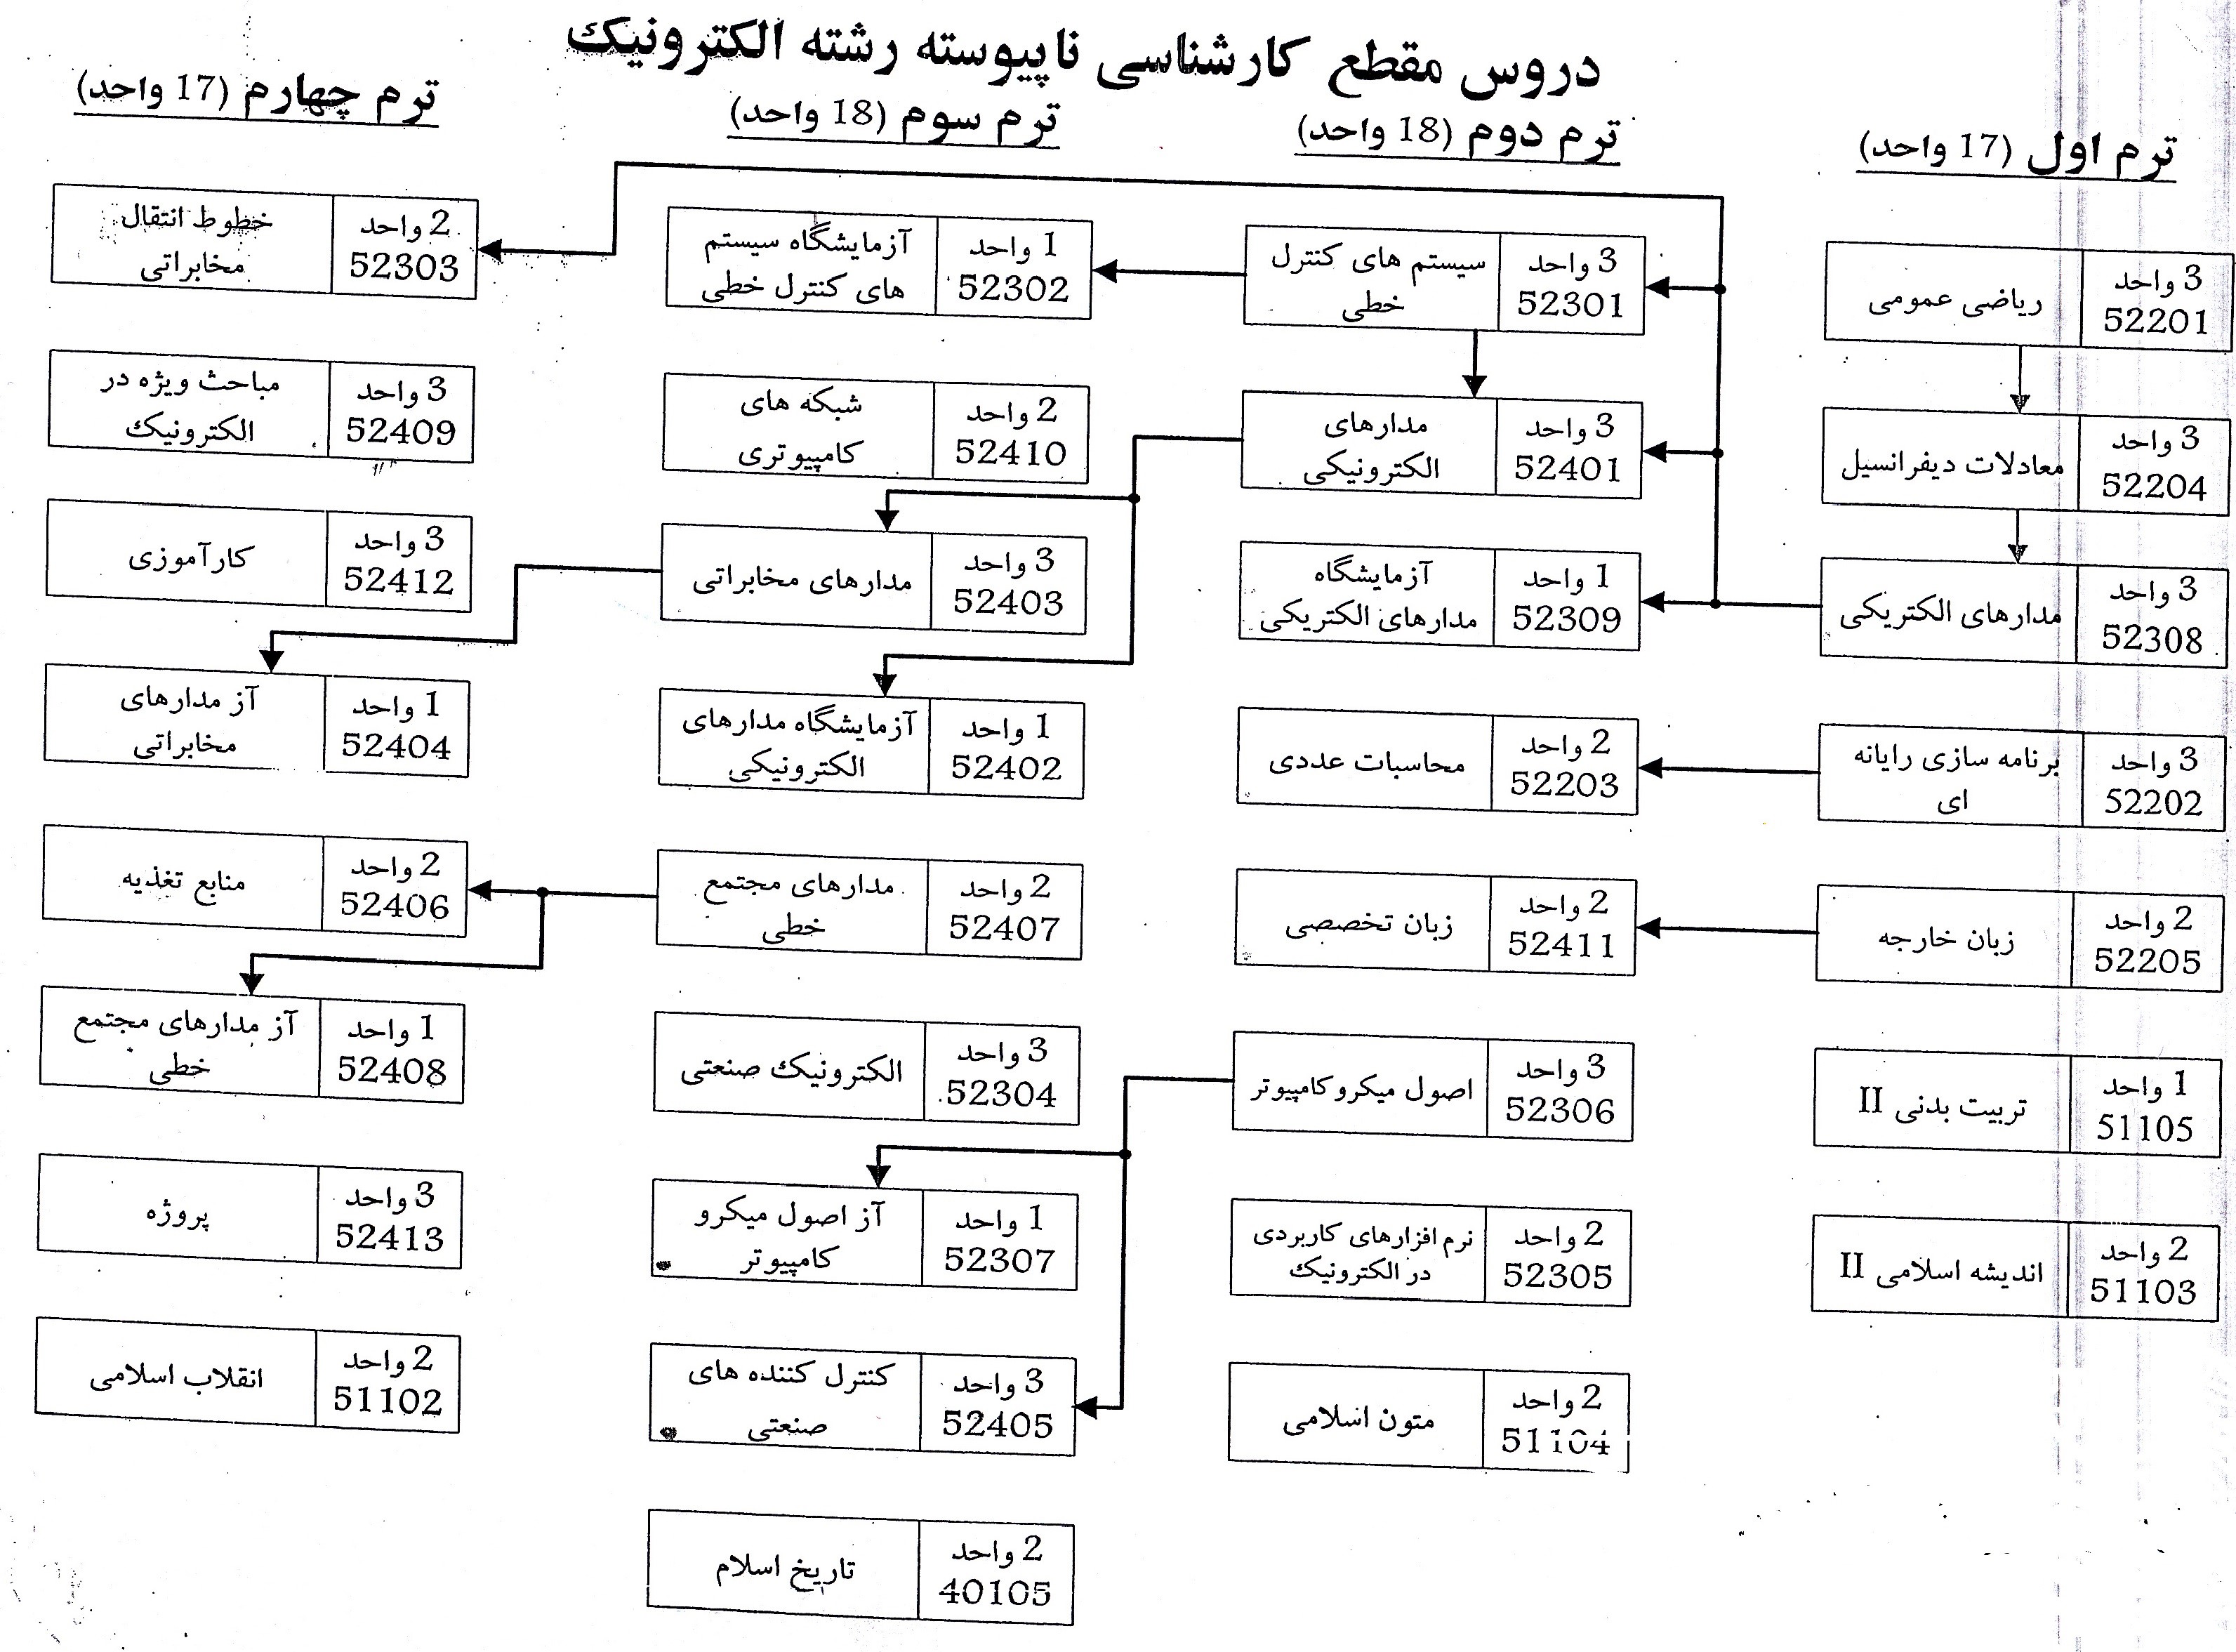 دروس مقطع کارشناسی ناپیوسته رشته الکترونیک
ترم اول (17 واحد)
3 واحد
52201
ریاضی عمومی
3 واحد
52204
معادلات دیفرانسیل
3 واحد
52308
مدارهای الکتریکی
3 واحد
52202
برنامه سازی رایانه
ای
2 واحد
52205
زبان خارجه
1 واحد
51105
تربیت بدنی II
2 واحد
51103
اندیشه اسلامی II
ترم دوم (18 واحد)
3 واحد
52301
سیستم های کنترل
خطی
3 واحد
52401
مدارهای
الکترونیکی
1 واحد
52309
آزمایشگاه
مدارهای الکتریکی
2 واحد
52203
محاسبات عددی
2 واحد
52411
زبان تخصصی
3 واحد
52306
اصول میکروکامپیوتر
2 واحد
52305
نرم افزارهای کاربردی
در الکترونیک
2 واحد
51104
متون اسلامی
ترم سوم (18 واحد)
1 واحد
52302
آزمایشگاه سیستم
های کنترل خطی
2 واحد
52410
شبکه های
کامپیوتری
3 واحد
52403
مدارهای مخابراتی
1 واحد
52402
آزمایشگاه مدارهای
الکترونیکی
2 واحد
52407
مدارهای مجتمع
خطی
3 واحد
52304
الکترونیک صنعتی
1 واحد
52307
آز اصول میکرو
کامپیوتر
3 واحد
52405
کنترل کننده های
صنعتی
2 واحد
40105
تاریخ اسلام
ترم چهارم (17 واحد)
2 واحد
52303
خطوط انتقال
مخابراتی
3 واحد
52409
مباحث ویژه در
الکترونیک
3 واحد
52412
کارآموزی
1 واحد
52404
آز مدارهای
مخابراتی
2 واحد
52406
منابع تغذیه
1 واحد
52408
آز مدارهای مجتمع
خطی
3 واحد
52413
پروژه
2 واحد
51102
انقلاب اسلامی